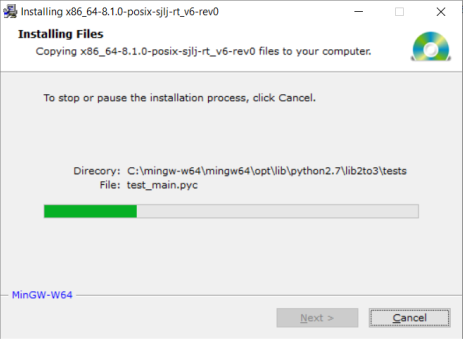 Installing x86_64-8.1.0-posix-sjlj-rt_v6-rev0
Installing Files
Copying x86_64-8.1.0-posix-sjlj-rt_v6-rev0 files to your computer.
To stop or pause the installation process, click Cancel.
Direcory: C:\mingw-w64\mingw64\opt\lib\python2.7\lib2to3\tests
File: test_main.pyc
MinGW-W64
Next >
Cancel